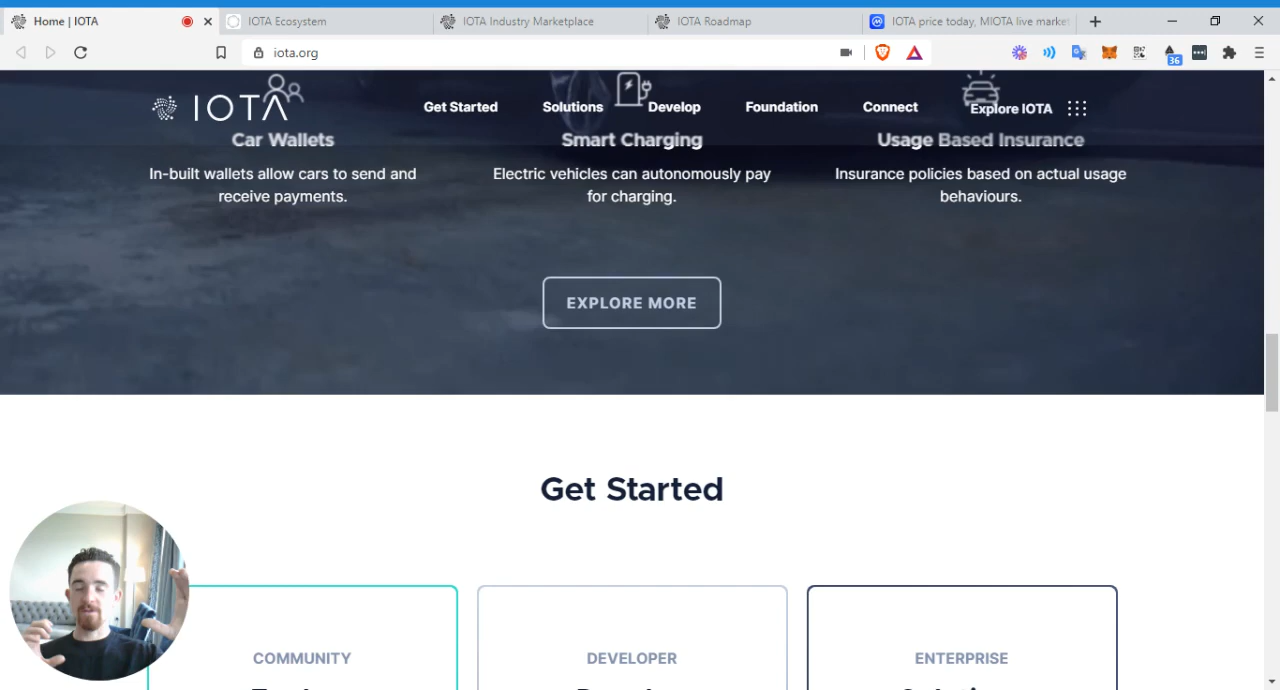 Home | IOTA
IOTA Ecosystem
IOTA Industry Marketplace
IOTA Roadmap
IOTA price today, MIOTA live market
iota.org
36
IOTA
Get Started
Solutions
Develop
Foundation
Connect
Explore IOTA
Car Wallets
Smart Charging
Usage Based Insurance
In-built wallets allow cars to send and
receive payments.
Electric vehicles can autonomously pay
for charging.
Insurance policies based on actual usage
behaviours.
EXPLORE MORE
Get Started
COMMUNITY
DEVELOPER
ENTERPRISE